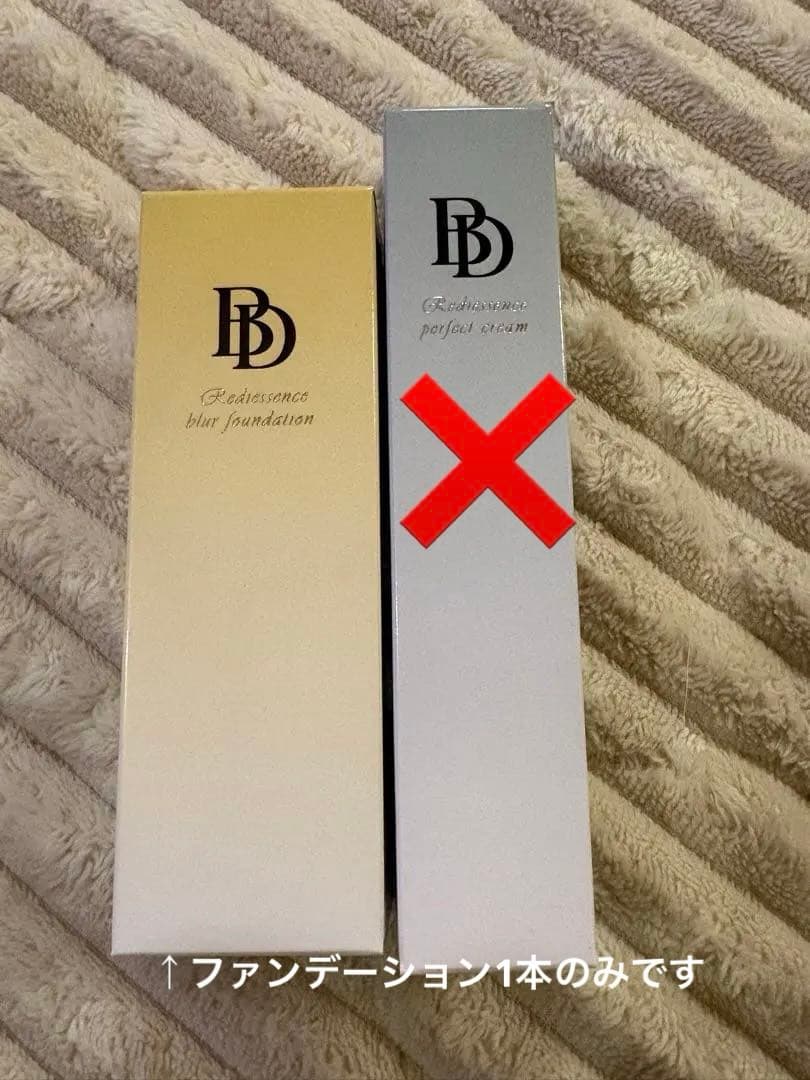 BD
Rediessence
blur foundation
BD
Rediessence
perfect cream
↑ファンデーション1本のみです